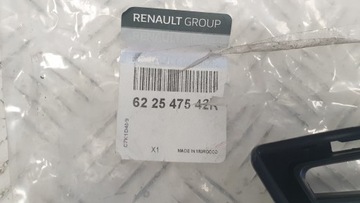 RENAULT GROUP
62 25 475 42R
X1
MADE IN MOROCCO